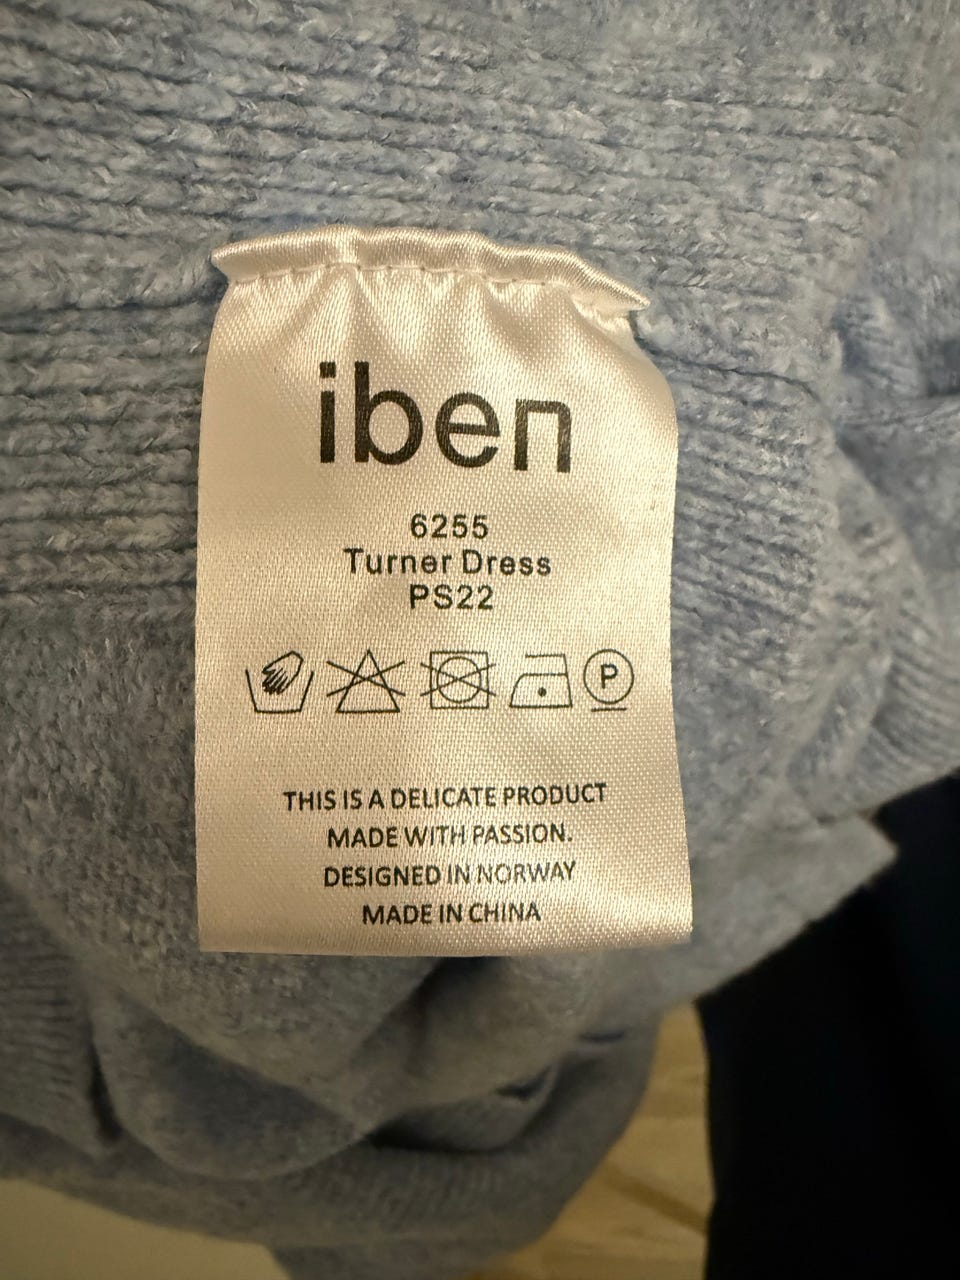 iben
6255
Turner Dress
PS22
P
THIS IS A DELICATE PRODUCT
MADE WITH PASSION.
DESIGNED IN NORWAY
MADE IN CHINA